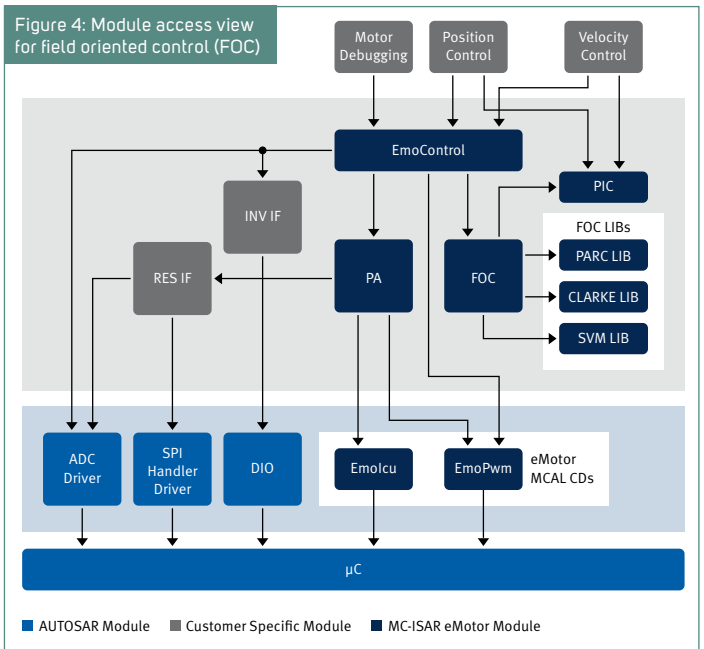 Figure 4: Module access view
for field oriented control (FOC)
Motor
Debugging
Position
Control
Velocity
Control
EmoControl
PIC
INV IF
FOC LIBs
RES IF
PA
FOC
PARC LIB
CLARKE LIB
SVM LIB
ADC
Driver
SPI
Handler
Driver
DIO
EmoIcu
EmoPwm
eMotor
MCAL CDs
µC
AUTOSAR Module
Customer Specific Module
MC-ISAR eMotor Module